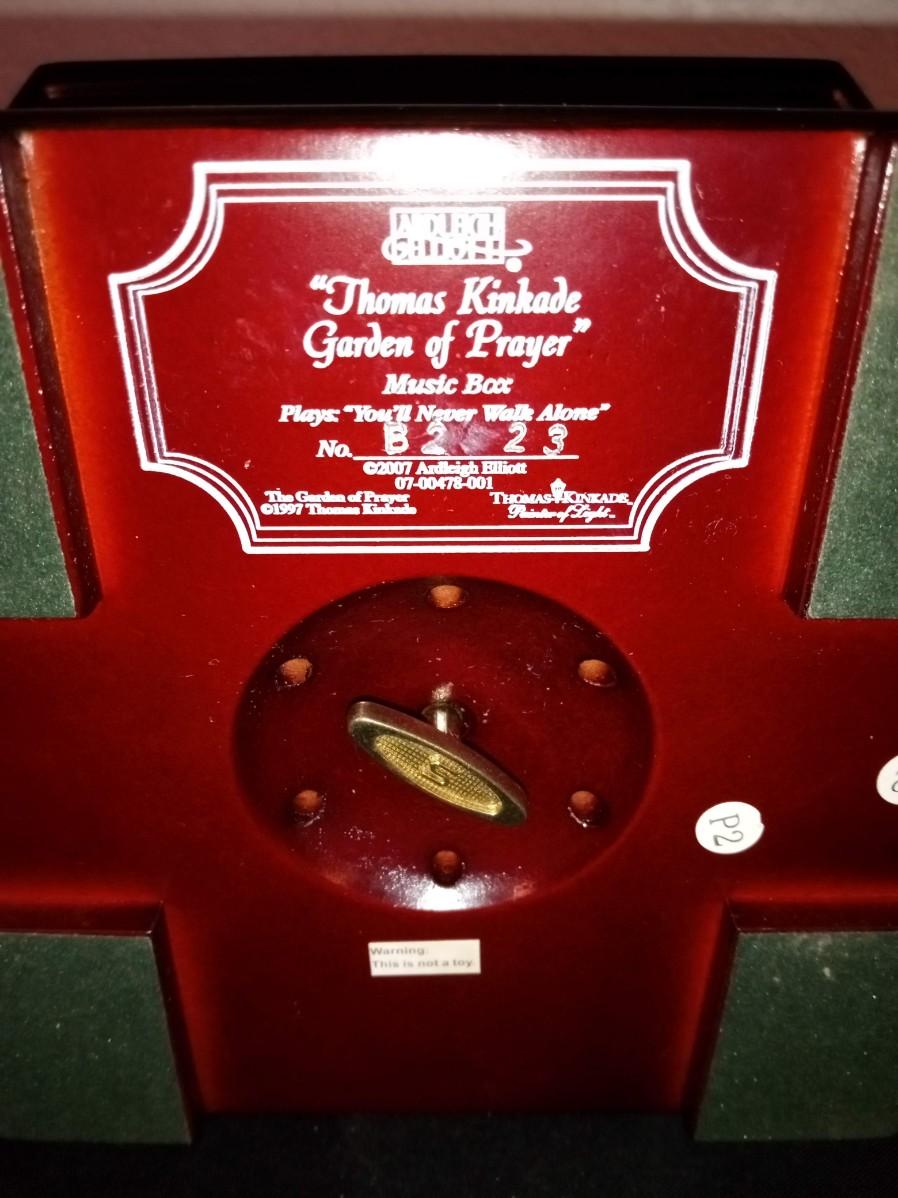 ARDLEIGH
ELLIOTT
“Thomas Kinkade
Garden of Prayer”
Music Box
Plays: “You'll Never Walk Alone”
No. B2 23
©2007 Ardleigh Elliott
07-00478-001
The Garden of Prayer
©1997 Thomas Kinkade
THOMAS KINKADE
Painter of Light™
S
P2
Warning:
This is not a toy.